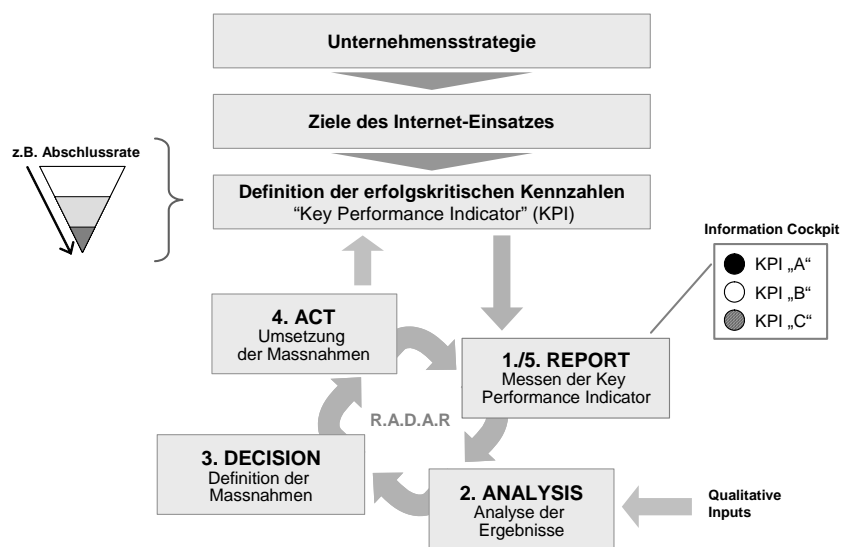 Unternehmensstrategie
Ziele des Internet-Einsatzes
z.B. Abschlussrate
Definition der erfolgskritischen Kennzahlen
“Key Performance Indicator” (KPI)
Information Cockpit
KPI „A“
KPI „B“
KPI „C“
4. ACT
Umsetzung
der Massnahmen
1./5. REPORT
Messen der Key
Performance Indicator
R.A.D.A.R
3. DECISION
Definition der
Massnahmen
2. ANALYSIS
Analyse der
Ergebnisse
Qualitative
Inputs